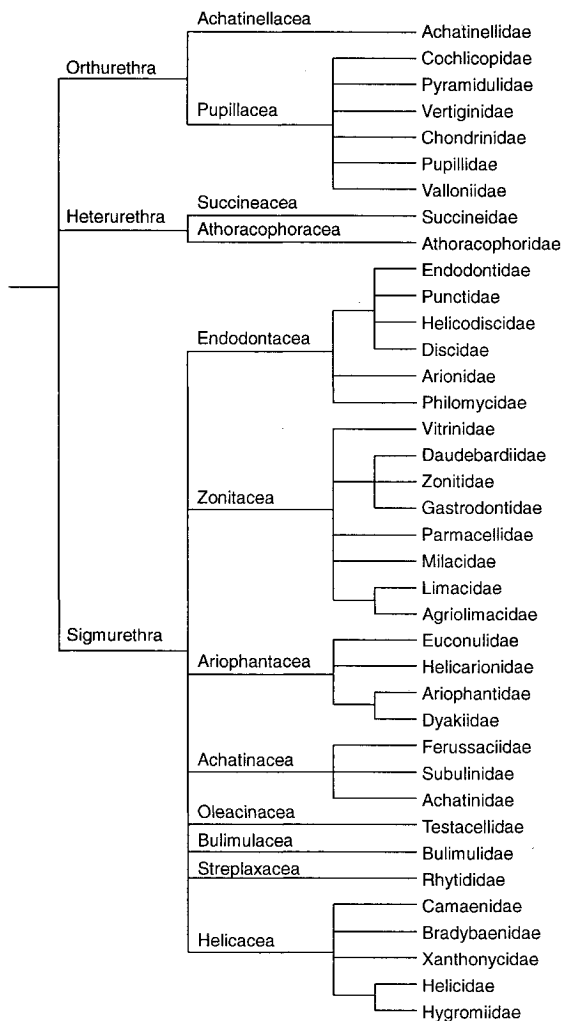 Achatinellacea
Achatinellidae
Cochlicopidae
Orthurethra
Pyramidulidae
Pupillacea
Vertiginidae
Chondrinidae
Pupillidae
Valloniidae
Succineacea
Heterurethra
Succineidae
Athoracophoracea
Athoracophoridae
Endodontidae
Punctidae
Helicodiscidae
Endodontacea
Discidae
Arionidae
Philomycidae
Vitrinidae
Daudebardiidae
Zonitidae
Zonitacea
Gastrodontidae
Parmacellidae
Milacidae
Limacidae
Agriolimacidae
Sigmurethra
Euconulidae
Ariophantacea
Helicarionidae
Ariophantidae
Dyakiidae
Ferussaciidae
Achatinacea
Subulinidae
Achatinidae
Oleacinacea
Testacellidae
Bulimulacea
Bulimulidae
Streplaxacea
Rhytididae
Camaenidae
Bradybaenidae
Helicacea
Xanthonycidae
Helicidae
Hygromiidae